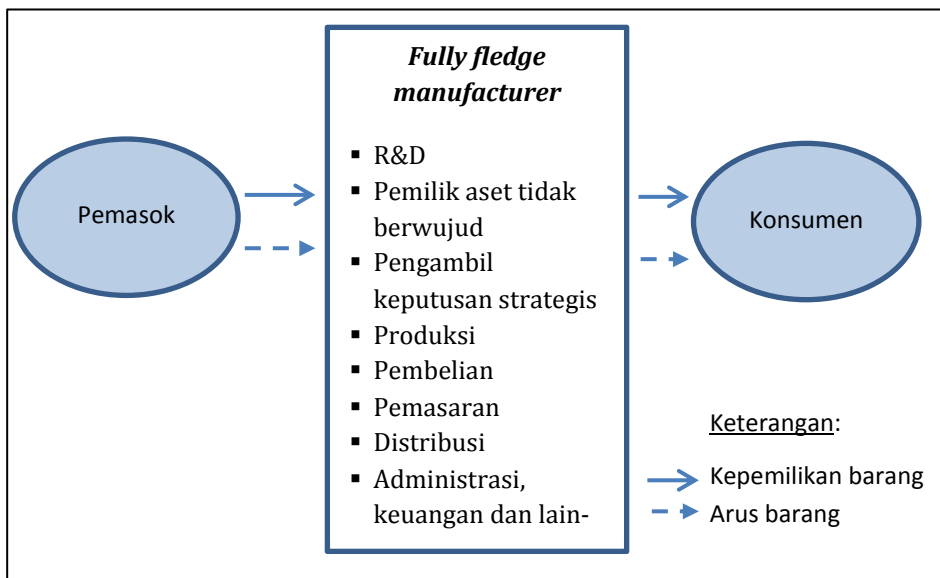 Fully fledge
manufacturer
▪ R&D
▪ Pemilik aset tidak
berwujud
▪ Pengambil
keputusan strategis
▪ Produksi
▪ Pembelian
▪ Pemasaran
▪ Distribusi
▪ Administrasi,
keuangan dan lain-
Pemasok
Konsumen
Keterangan:
Kepemilikan barang
Arus barang